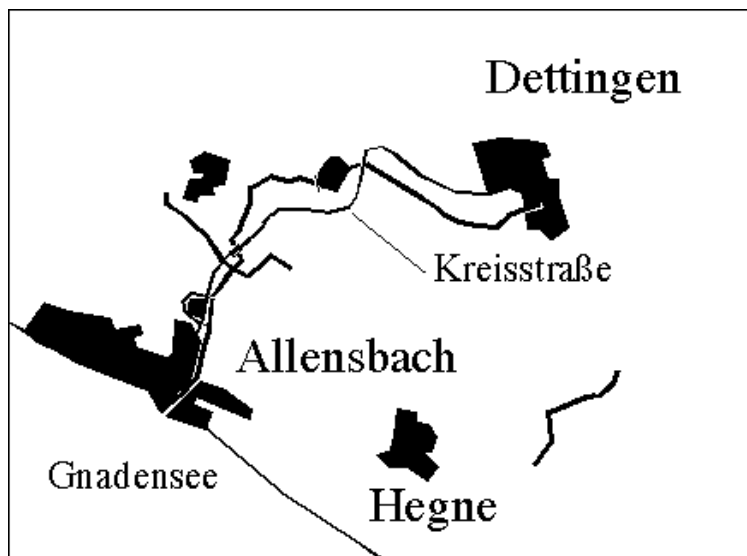 Dettingen
Kreisstraße
Allensbach
Gnadensee
Hegne